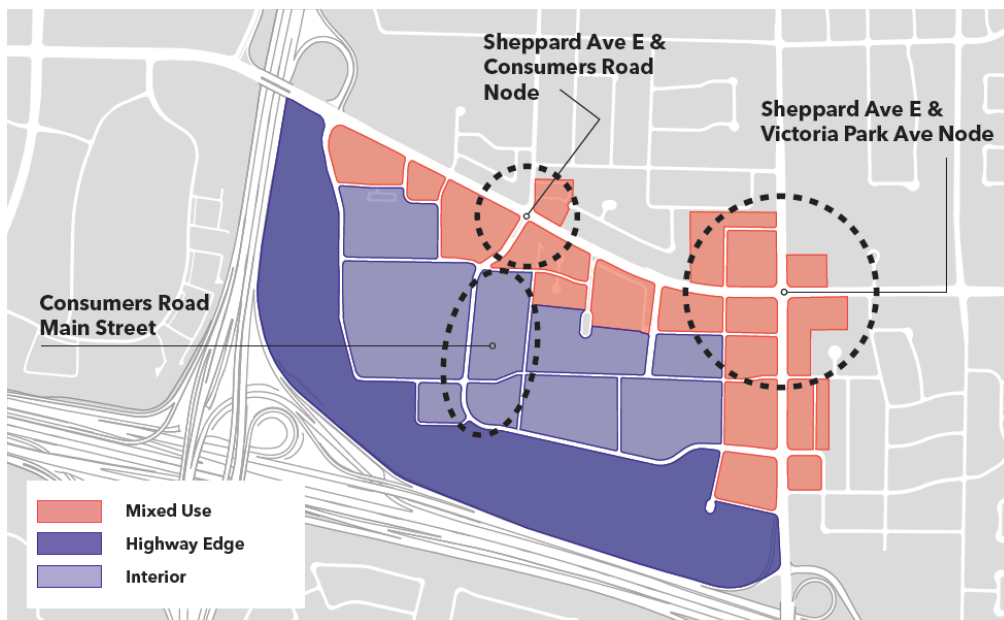 Sheppard Ave E &
Consumers Road
Node
Sheppard Ave E &
Victoria Park Ave Node
Consumers Road
Main Street
Mixed Use
Highway Edge
Interior